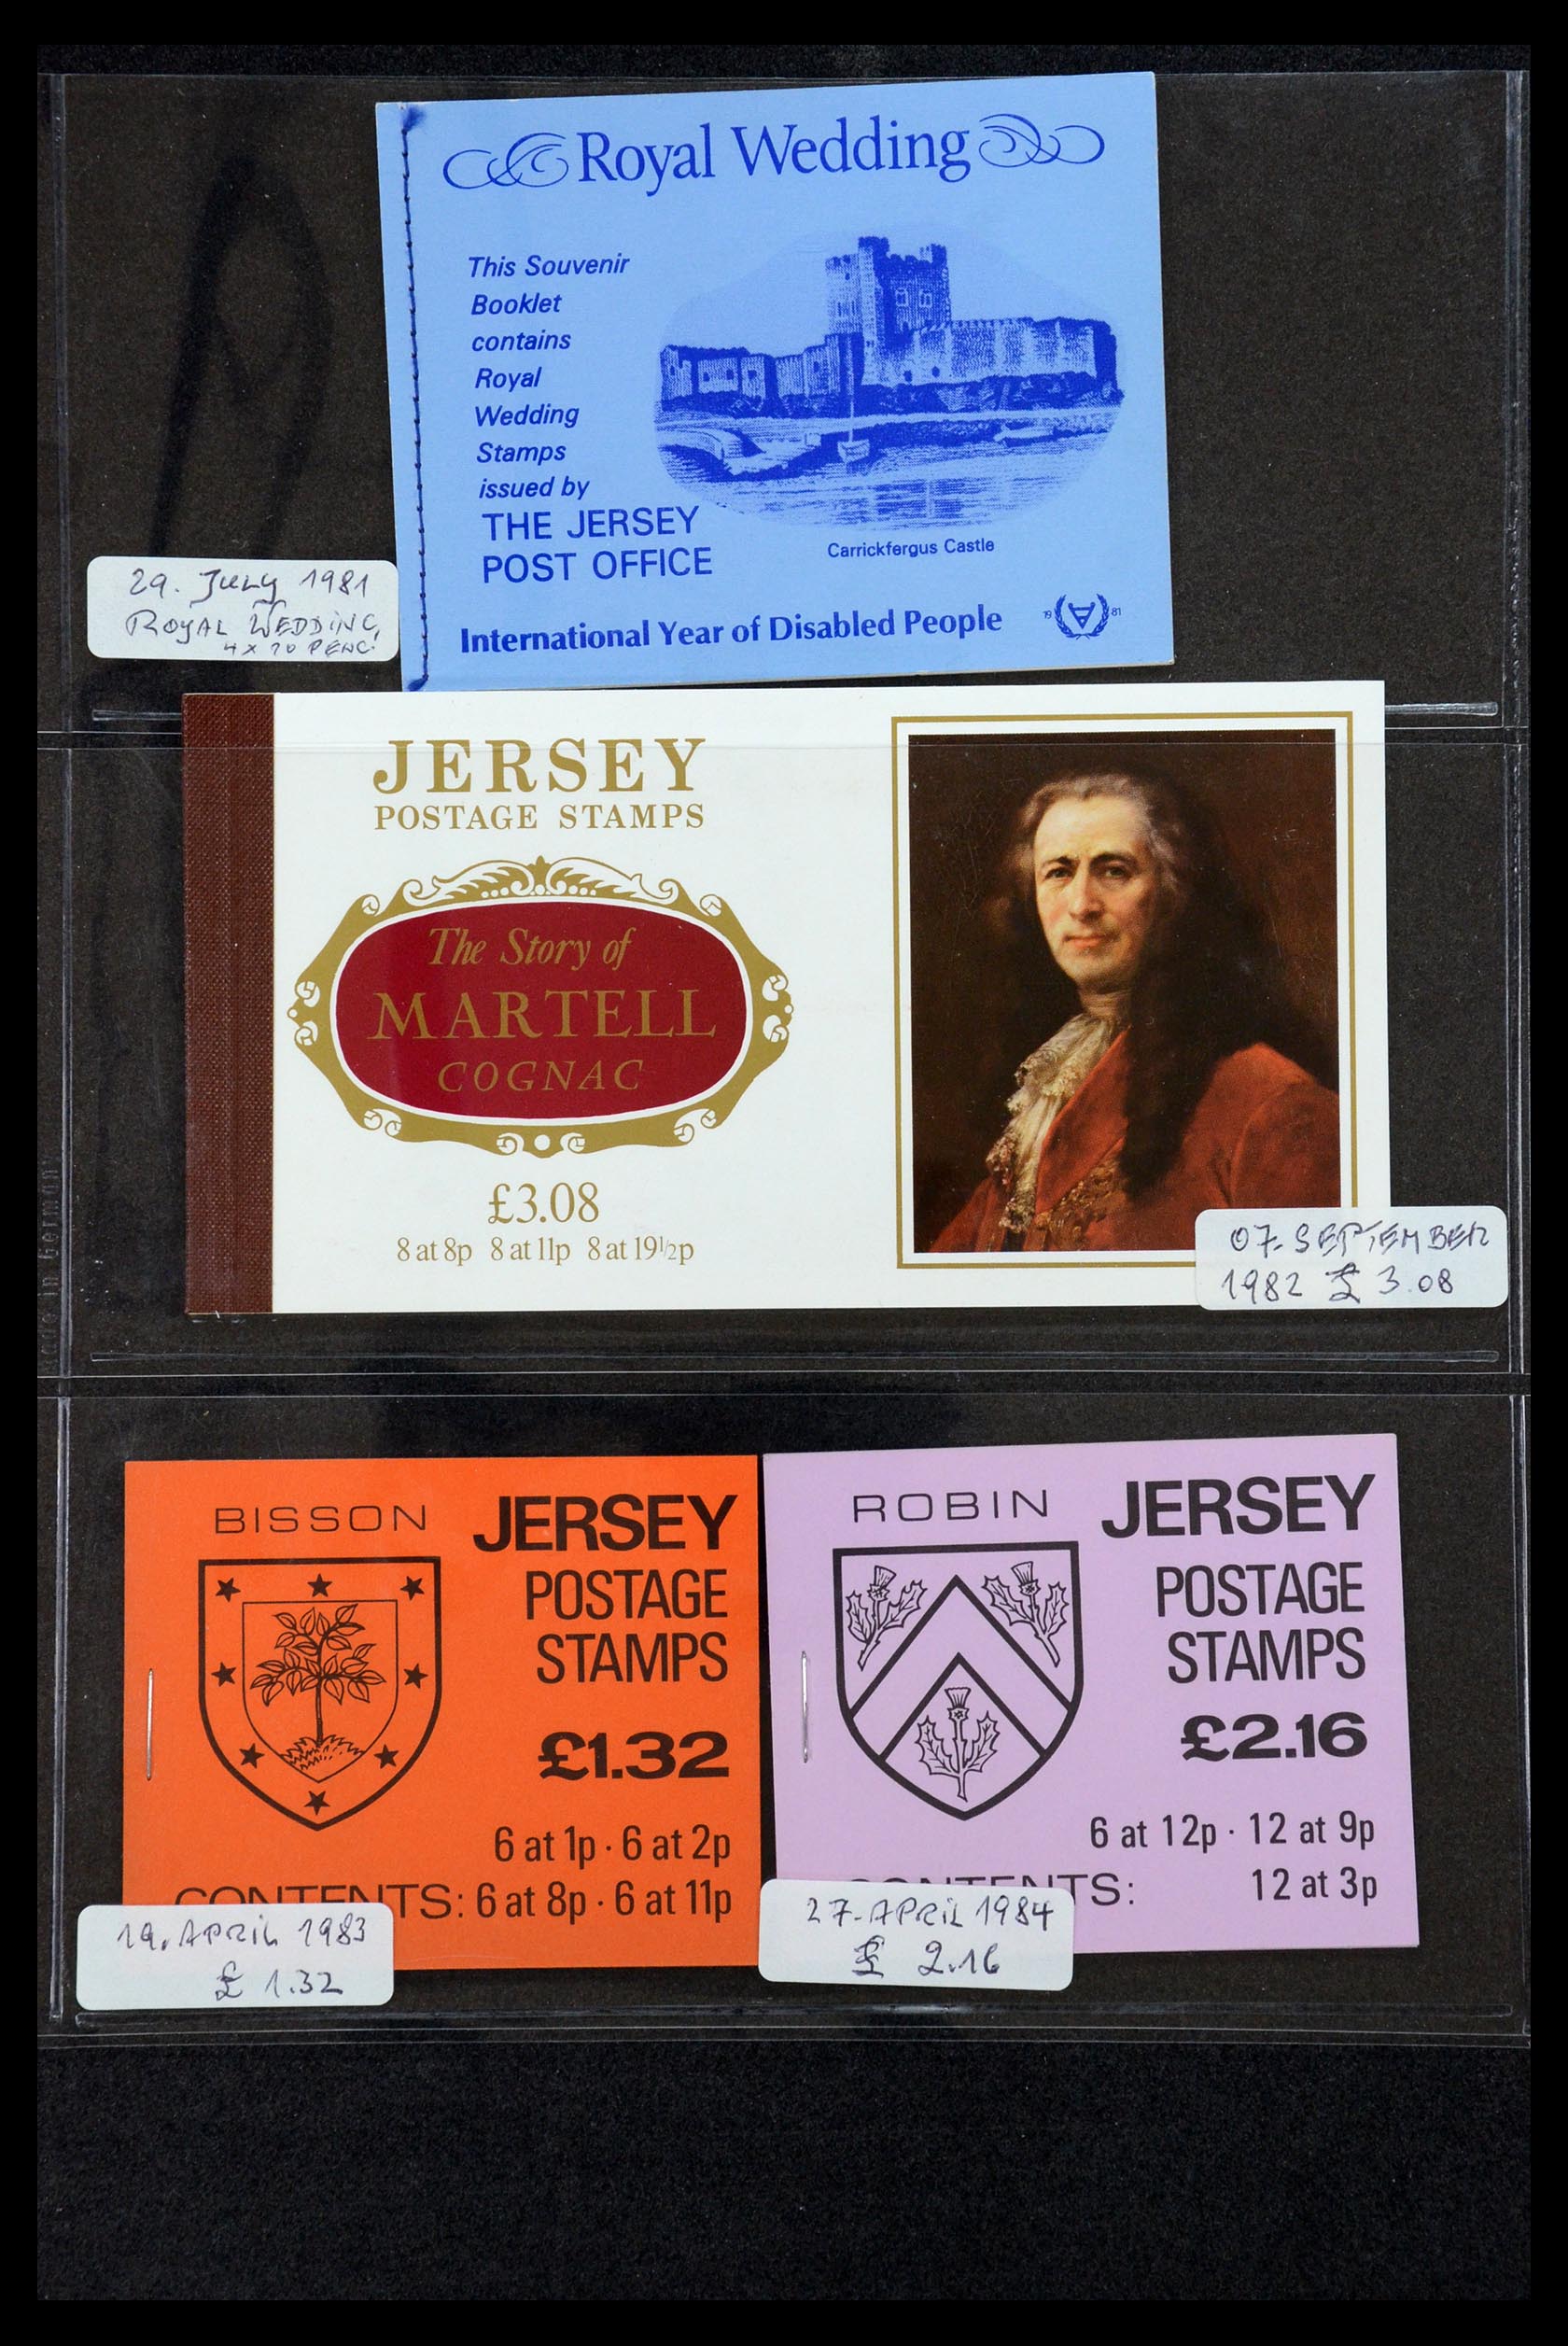 Royal Wedding
This Souvenir
Booklet
contains
Royal
Wedding
Stamps
issued by
THE JERSEY
POST OFFICE
Carrickfergus Castle
International Year of Disabled People
19 81
29. JULY 1981
ROYAL WEDDING
JERSEY
POSTAGE STAMPS
The Story of
MARTELL
COGNAC
£3.08
8 at 8p 8 at 11p 8 at 19½p
07. SEPTEMBER
1982 £ 3.08
BISSON
JERSEY
POSTAGE
STAMPS
£1.32
6 at 1p · 6 at 2p
CONTENTS: 6 at 8p · 6 at 11p
19. APRIL 1983
£ 1.32
ROBIN
JERSEY
POSTAGE
STAMPS
£2.16
6 at 12p · 12 at 9p
CONTENTS: 12 at 3p
27. APRIL 1984
£ 2.16